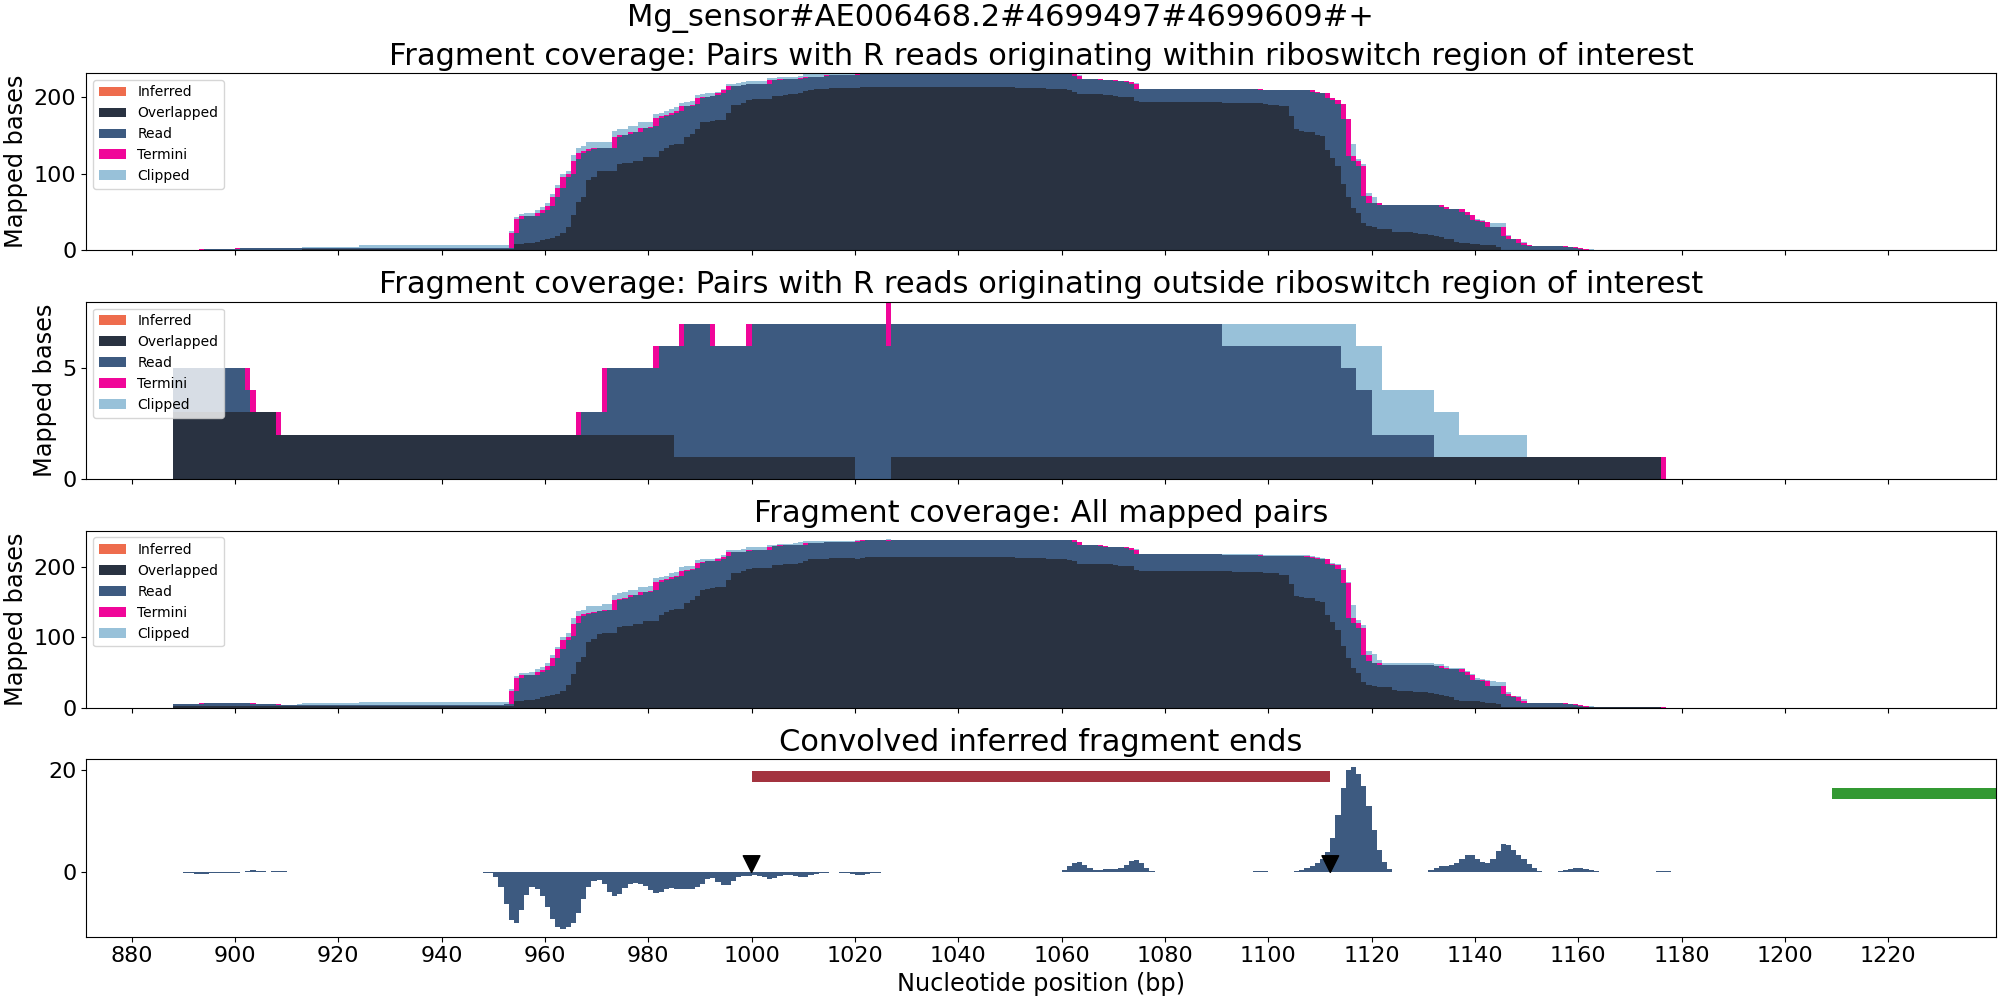 Mg_sensor#AE006468.2#4699497#4699609#+
Fragment coverage: Pairs with R reads originating within riboswitch region of interest
Mapped bases
200
100
0
Inferred
Overlapped
Read
Termini
Clipped
Fragment coverage: Pairs with R reads originating outside riboswitch region of interest
Mapped bases
5
0
Inferred
Overlapped
Read
Termini
Clipped
Fragment coverage: All mapped pairs
Mapped bases
200
100
0
Inferred
Overlapped
Read
Termini
Clipped
Convolved inferred fragment ends
20
0
880 900 920 940 960 980 1000 1020 1040 1060 1080 1100 1120 1140 1160 1180 1200 1220
Nucleotide position (bp)